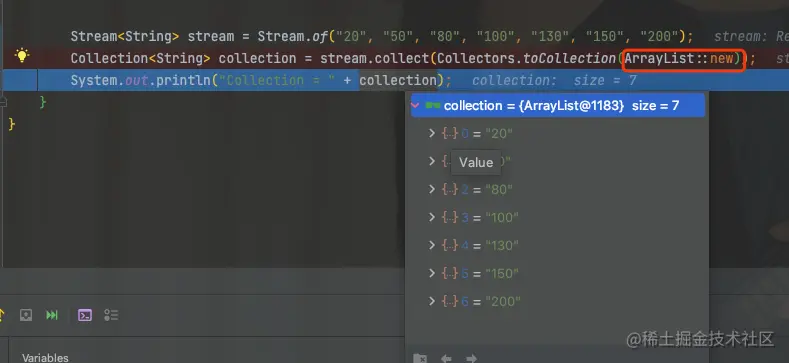 Stream<String> stream = Stream.of("20", "50", "80", "100", "130", "150", "200"); stream: Re
Collection<String> collection = stream.collect(Collectors.toCollection(ArrayList::new)); st
System.out.println("Collection = " + collection); collection: size = 7
}
}
collection = {ArrayList@1183} size = 7
{...} 0 = "20"
Value
{...} 2 = "80"
{...} 3 = "100"
{...} 4 = "130"
{...} 5 = "150"
{...} 6 = "200"
Variables
@稀土掘金技术社区